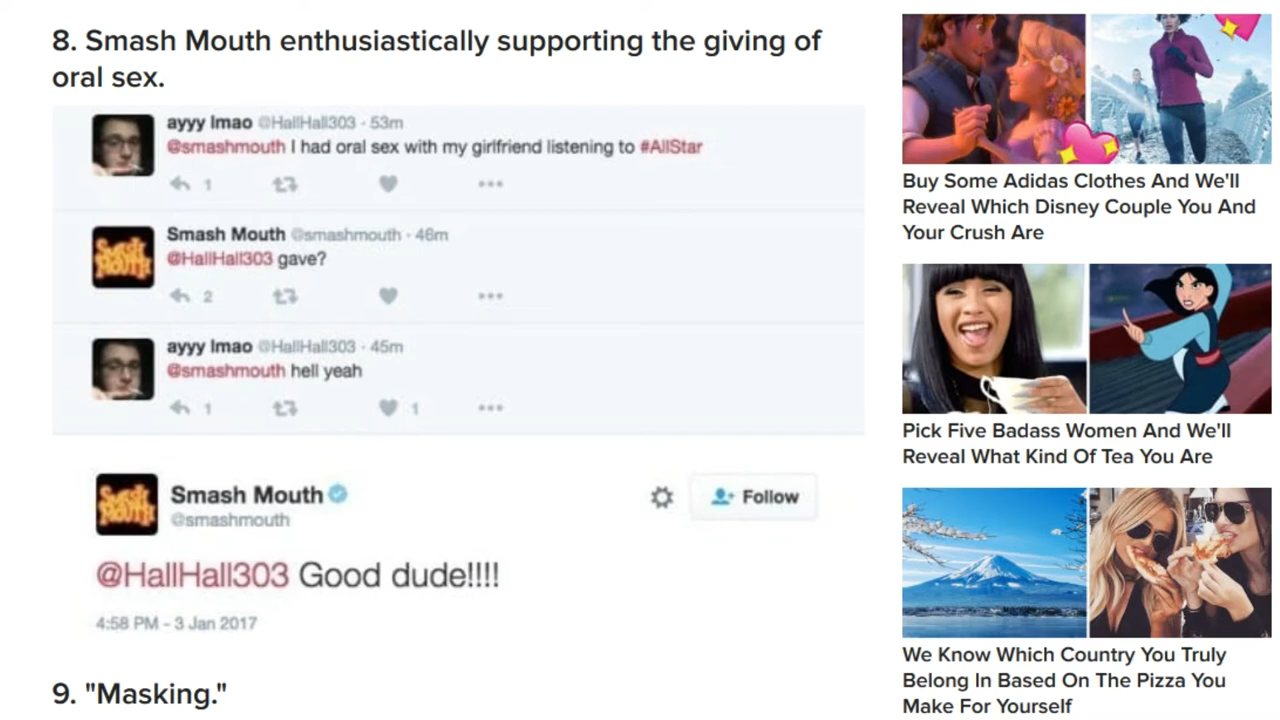 8. Smash Mouth enthusiastically supporting the giving of
oral sex.
ayyy lmao @HallHall303 · 53m
@smashmouth I had oral sex with my girlfriend listening to #AllStar
1
Smash Mouth @smashmouth · 46m
@HallHall303 gave?
2
ayyy lmao @HallHall303 · 45m
@smashmouth hell yeah
1 1
Smash Mouth
@smashmouth
Follow
@HallHall303 Good dude!!!!
4:58 PM - 3 Jan 2017
9. "Masking."
Buy Some Adidas Clothes And We'll
Reveal Which Disney Couple You And
Your Crush Are
Pick Five Badass Women And We'll
Reveal What Kind Of Tea You Are
We Know Which Country You Truly
Belong In Based On The Pizza You
Make For Yourself